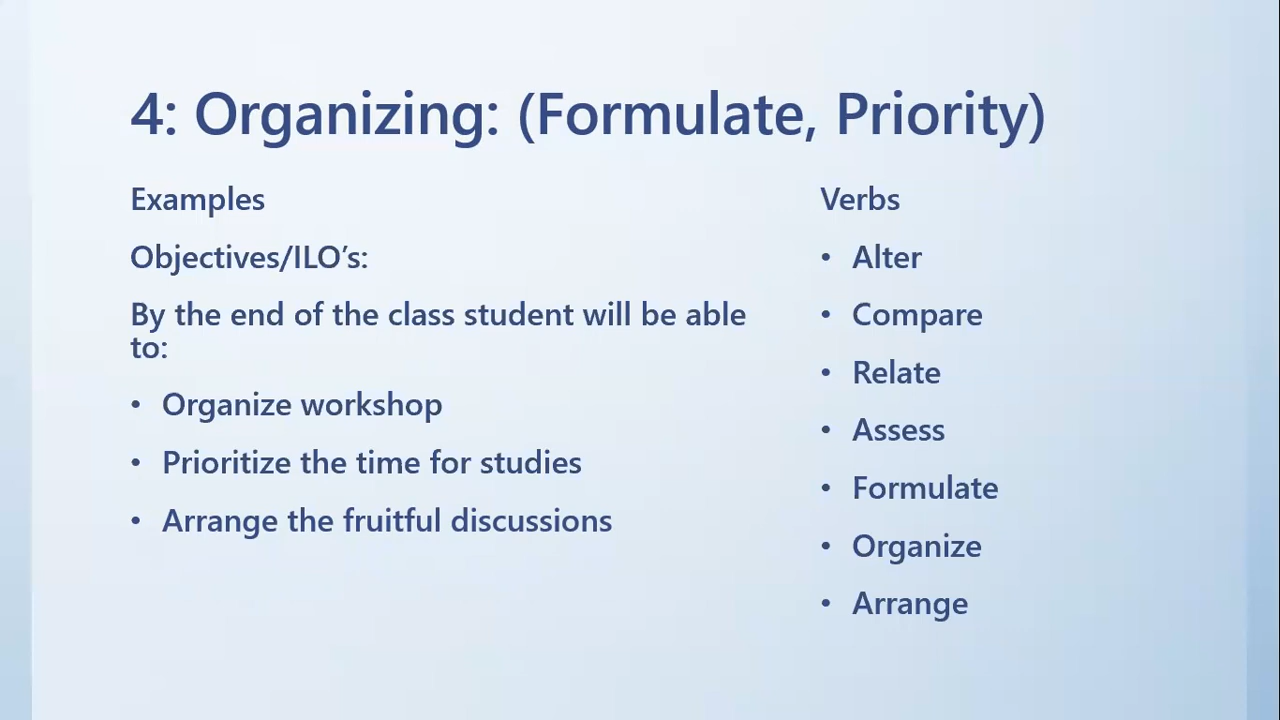 4: Organizing: (Formulate, Priority)
Examples
Objectives/ILO’s:
By the end of the class student will be able
to:
• Organize workshop
• Prioritize the time for studies
• Arrange the fruitful discussions
Verbs
• Alter
• Compare
• Relate
• Assess
• Formulate
• Organize
• Arrange